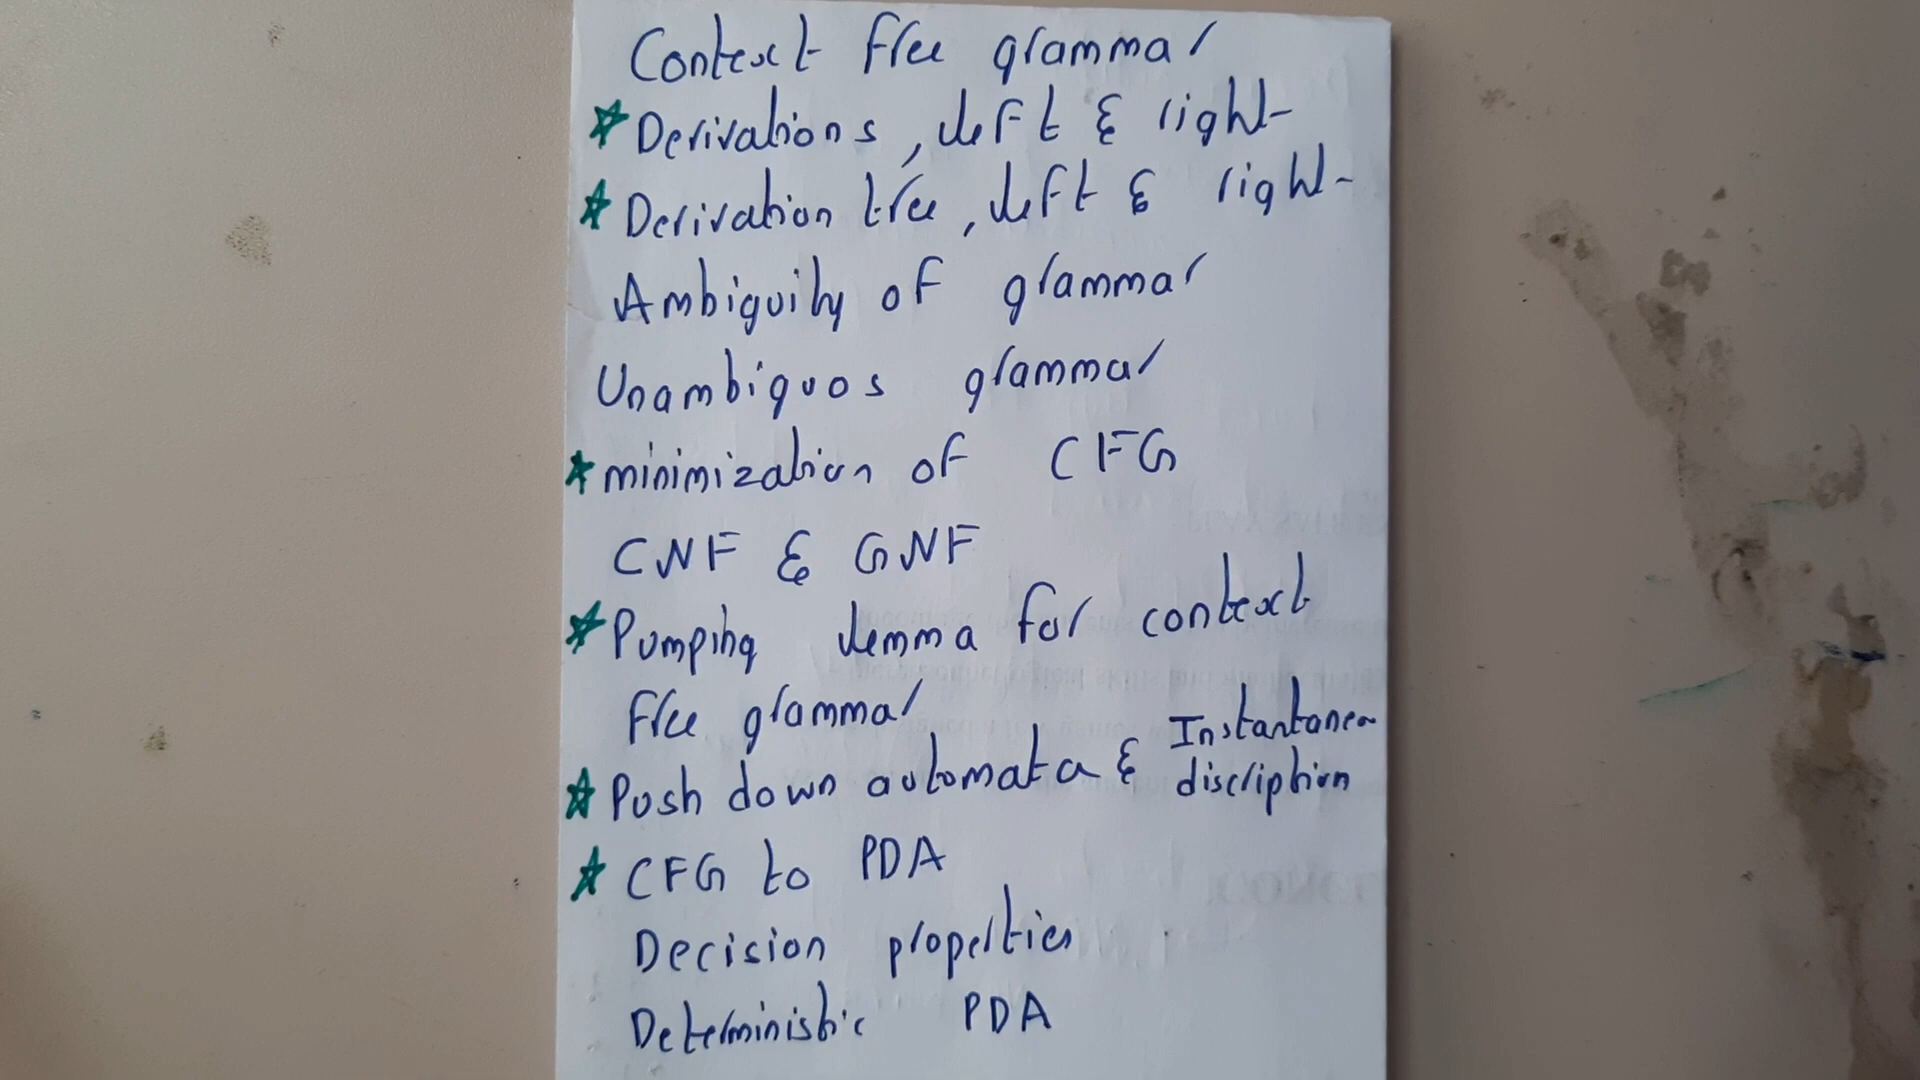 Context free grammar
Derivations, left & right
Derivation tree, left & right
Ambiguity of grammar
Unambiguos grammar
minimization of CFG
CNF & GNF
Pumping lemma for context
free grammar
Push down automata & Instantaneo
discription
CFG to PDA
Decision properties
Deterministic PDA